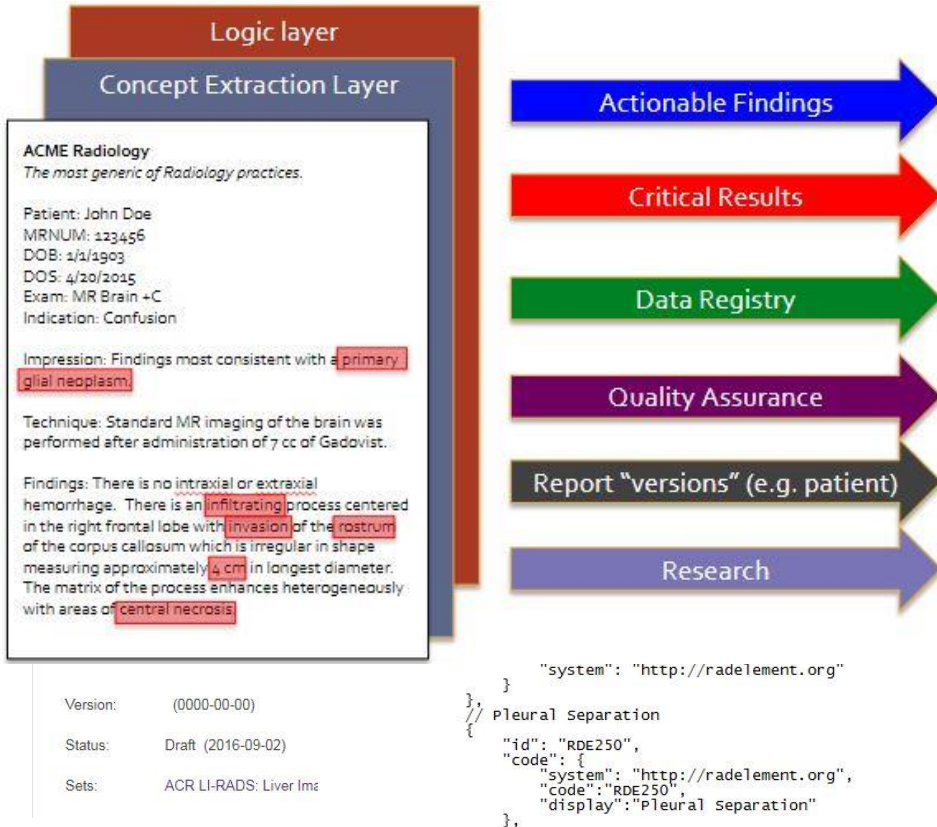 Logic layer
Concept Extraction Layer
ACME Radiology
The most generic of Radiology practices.
Patient: John Doe
MRNUM: 123456
DOB: 1/1/1903
DOS: 4/20/2015
Exam: MR Brain +C
Indication: Confusion
Impression: Findings most consistent with a primary
glial neoplasm.
Technique: Standard MR imaging of the brain was
performed after administration of 7 cc of Gadavist.
Findings: There is no intraxial or extraxial
hemorrhage. There is an infiltrating process centered
in the right frontal lobe with invasion of the rostrum
of the corpus callosum which is irregular in shape
measuring approximately 4 cm in longest diameter.
The matrix of the process enhances heterogeneously
with areas of central necrosis.
Actionable Findings
Critical Results
Data Registry
Quality Assurance
Report “versions” (e.g. patient)
Research
Version: (0000-00-00)
Status: Draft (2016-09-02)
Sets: ACR LI-RADS: Liver Ima
"system": "http://radelement.org"
}
},
// Pleural Separation
{
"id": "RDE250",
"code": {
"system": "http://radelement.org",
"code":"RDE250",
"display":"Pleural Separation"
},